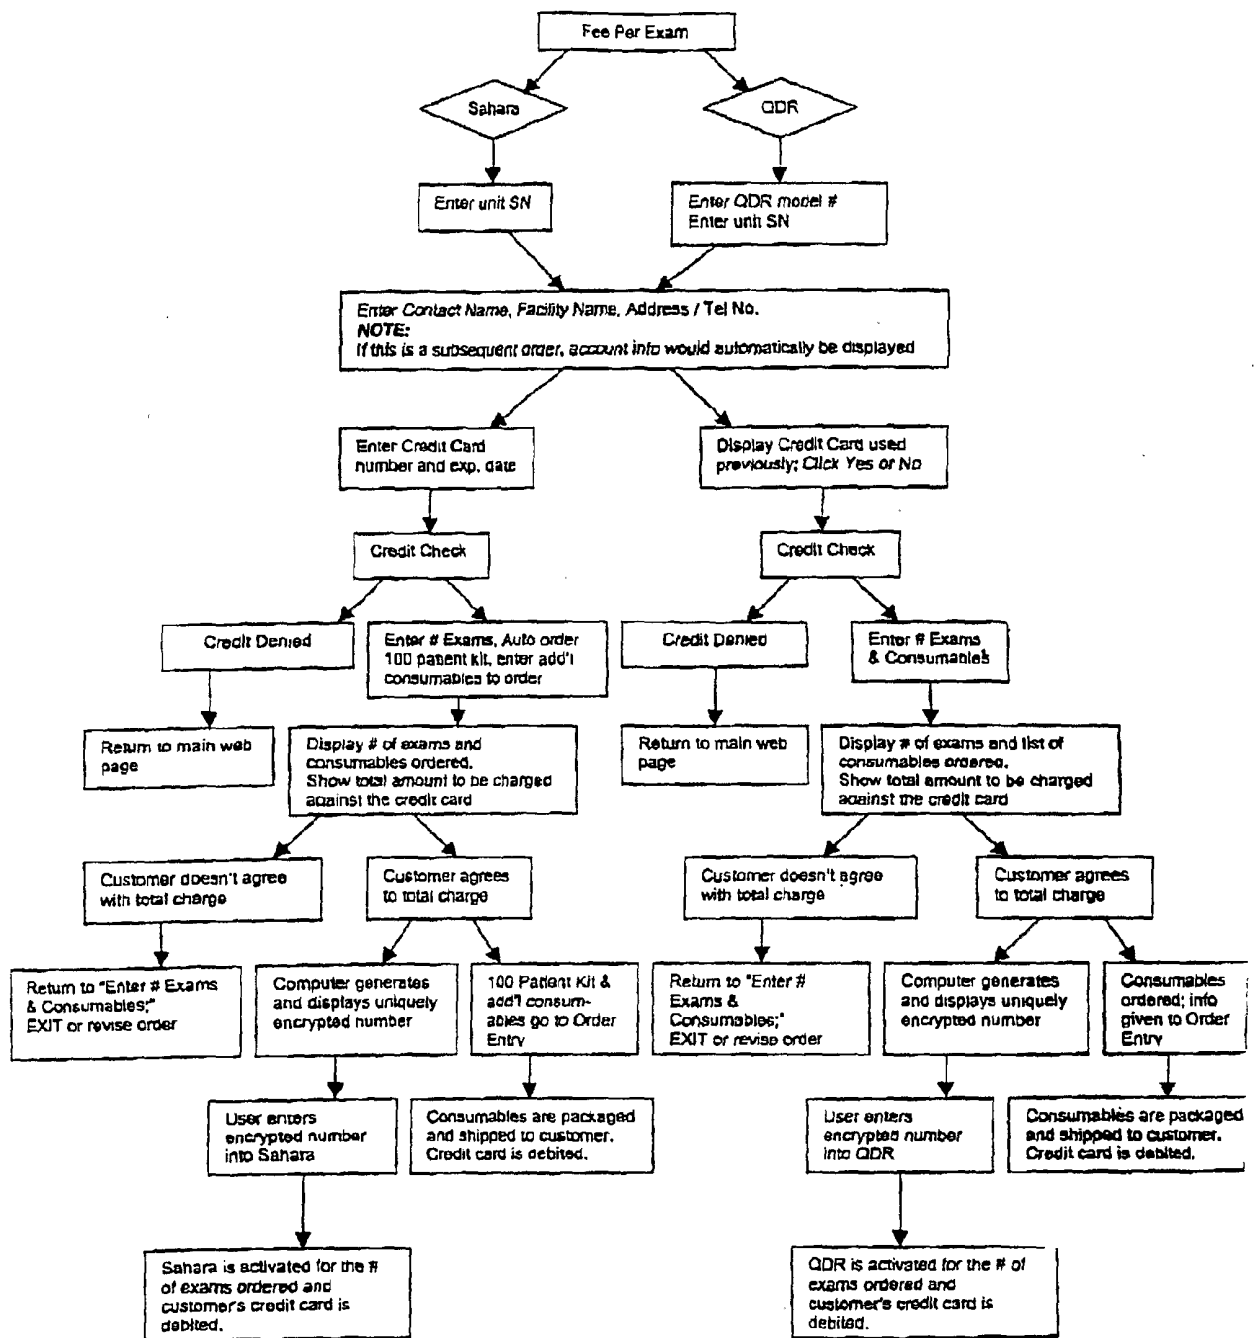 Fee Per Exam
Sahara
QDR
Enter unit SN
Enter QDR model #
Enter unit SN
Enter Contact Name, Facility Name, Address / Tel No.
NOTE:
If this is a subsequent order, account info would automatically be displayed
Enter Credit Card
number and exp. date
Display Credit Card used
previously; Click Yes or No
Credit Check
Credit Check
Credit Denied
Enter # Exams, Auto order
100 patient kit, enter add'l
consumables to order
Credit Denied
Enter # Exams
& Consumables
Return to main web
page
Display # of exams and
consumables ordered.
Show total amount to be charged
against the credit card
Return to main web
page
Display # of exams and list of
consumables ordered.
Show total amount to be charged
against the credit card
Customer doesn't agree
with total charge
Customer agrees
to total charge
Customer doesn't agree
with total charge
Customer agrees
to total charge
Return to "Enter # Exams
& Consumables;"
EXIT or revise order
Computer generates
and displays uniquely
encrypted number
100 Patient Kit &
add'l consum-
ables go to Order
Entry
Return to "Enter #
Exams &
Consumables;"
EXIT or revise order
Computer generates
and displays uniquely
encrypted number
Consumables
ordered; info
given to Order
Entry
User enters
encrypted number
into Sahara
Consumables are packaged
and shipped to customer.
Credit card is debited.
User enters
encrypted number
into QDR
Consumables are packaged
and shipped to customer.
Credit card is debited.
Sahara is activated for the #
of exams ordered and
customer's credit card is
debited.
QDR is activated for the # of
exams ordered and
customer's credit card is
debited.